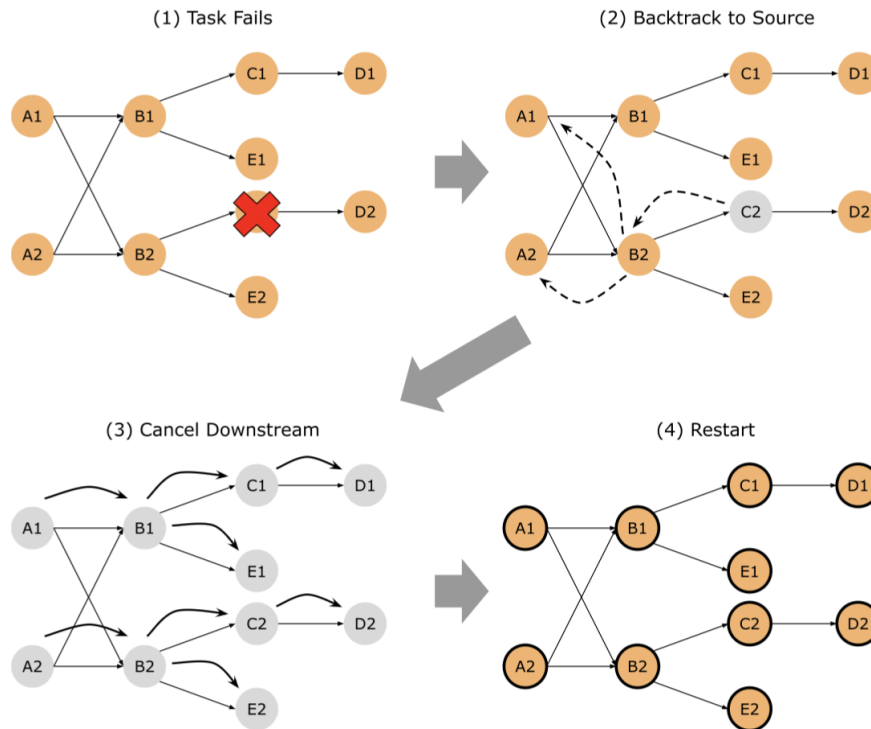 (1) Task Fails
C1
D1
A1
B1
E1
D2
A2
B2
E2
(2) Backtrack to Source
C1
D1
A1
B1
E1
C2
D2
A2
B2
E2
(3) Cancel Downstream
C1
D1
A1
B1
E1
C2
D2
A2
B2
E2
(4) Restart
C1
D1
A1
B1
E1
C2
D2
A2
B2
E2